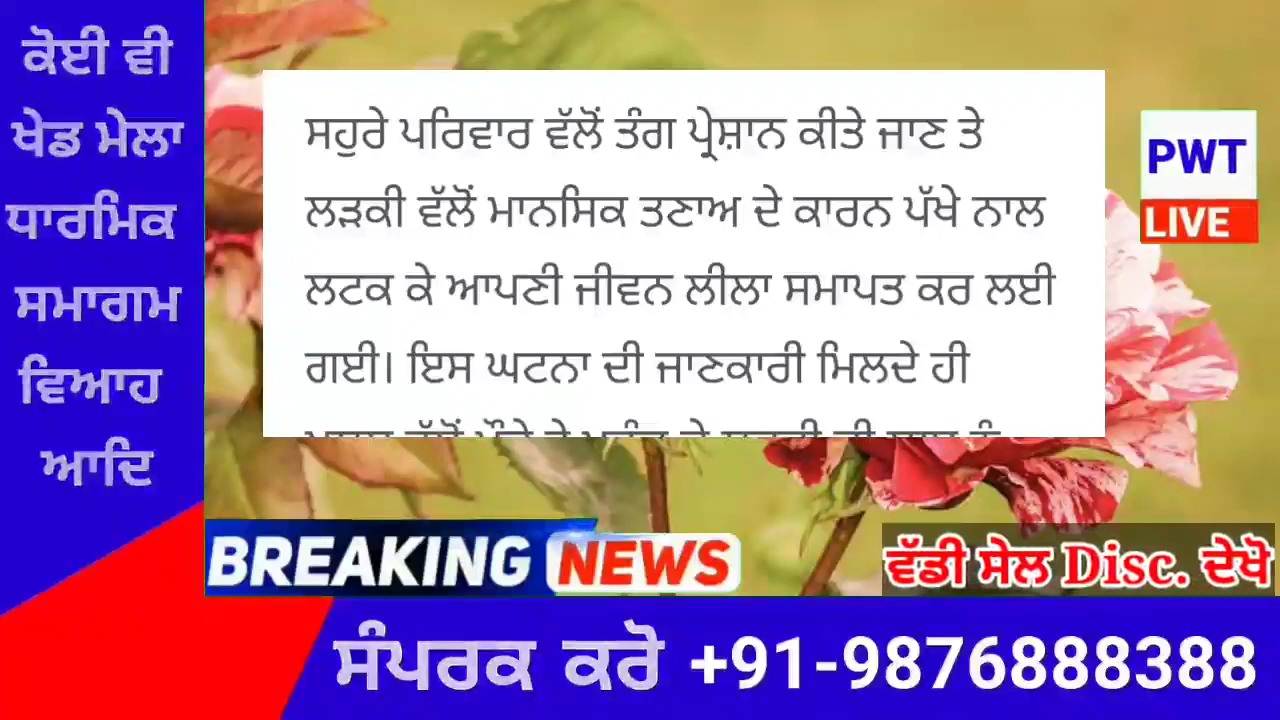 ਕੋਈ ਵੀ
ਖੇਡ ਮੇਲਾ
ਧਾਰਮਿਕ
ਸਮਾਗਮ
ਵਿਆਹ
ਆਦਿ
ਸਹੁਰੇ ਪਰਿਵਾਰ ਵੱਲੋਂ ਤੰਗ ਪ੍ਰੇਸ਼ਾਨ ਕੀਤੇ ਜਾਣ ਤੇ
ਲੜਕੀ ਵੱਲੋਂ ਮਾਨਸਿਕ ਤਣਾਅ ਦੇ ਕਾਰਨ ਪੱਖੇ ਨਾਲ
ਲਟਕ ਕੇ ਆਪਣੀ ਜੀਵਨ ਲੀਲਾ ਸਮਾਪਤ ਕਰ ਲਈ
ਗਈ। ਇਸ ਘਟਨਾ ਦੀ ਜਾਣਕਾਰੀ ਮਿਲਦੇ ਹੀ
PWT
LIVE
BREAKING NEWS
ਵੱਡੀ ਸੇਲ Disc. ਦੇਖੋ
ਸੰਪਰਕ ਕਰੋ +91-9876888388